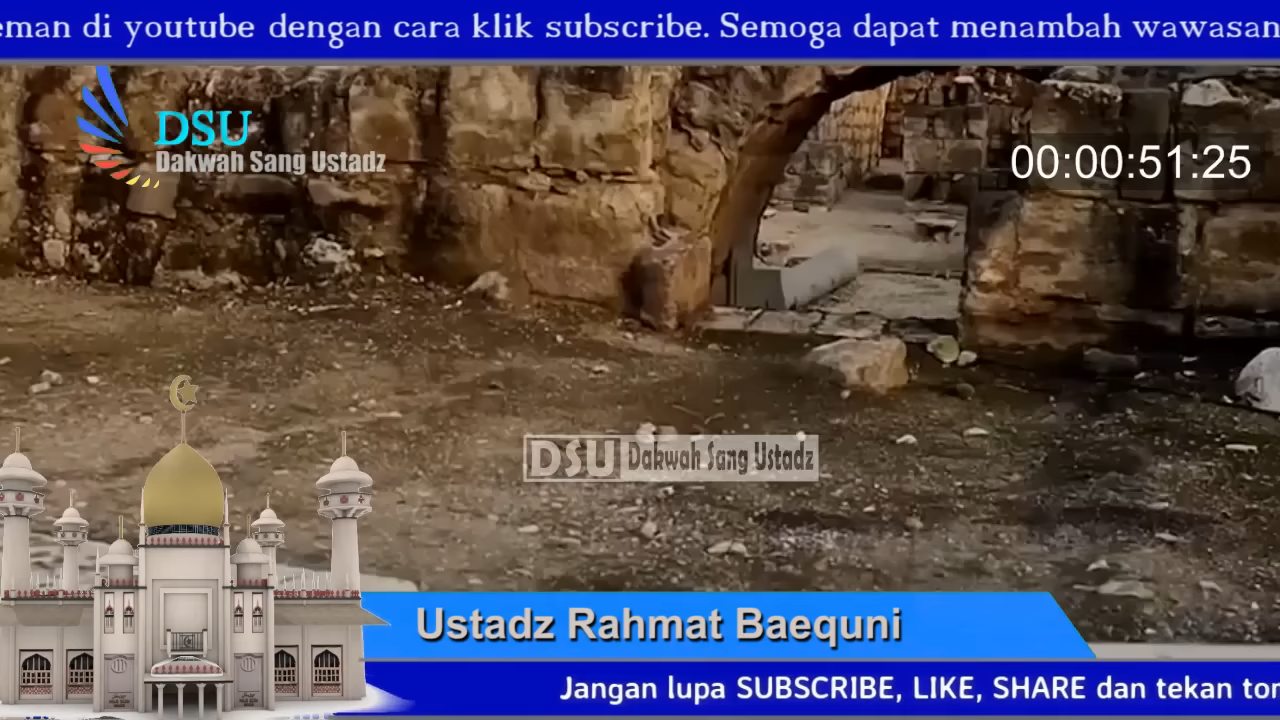 eman di youtube dengan cara klik subscribe. Semoga dapat menambah wawasan
DSU
Dakwah Sang Ustadz
00:00:51:25
DSU Dakwah Sang Ustadz
Ustadz Rahmat Baequni
Jangan lupa SUBSCRIBE, LIKE, SHARE dan tekan tom